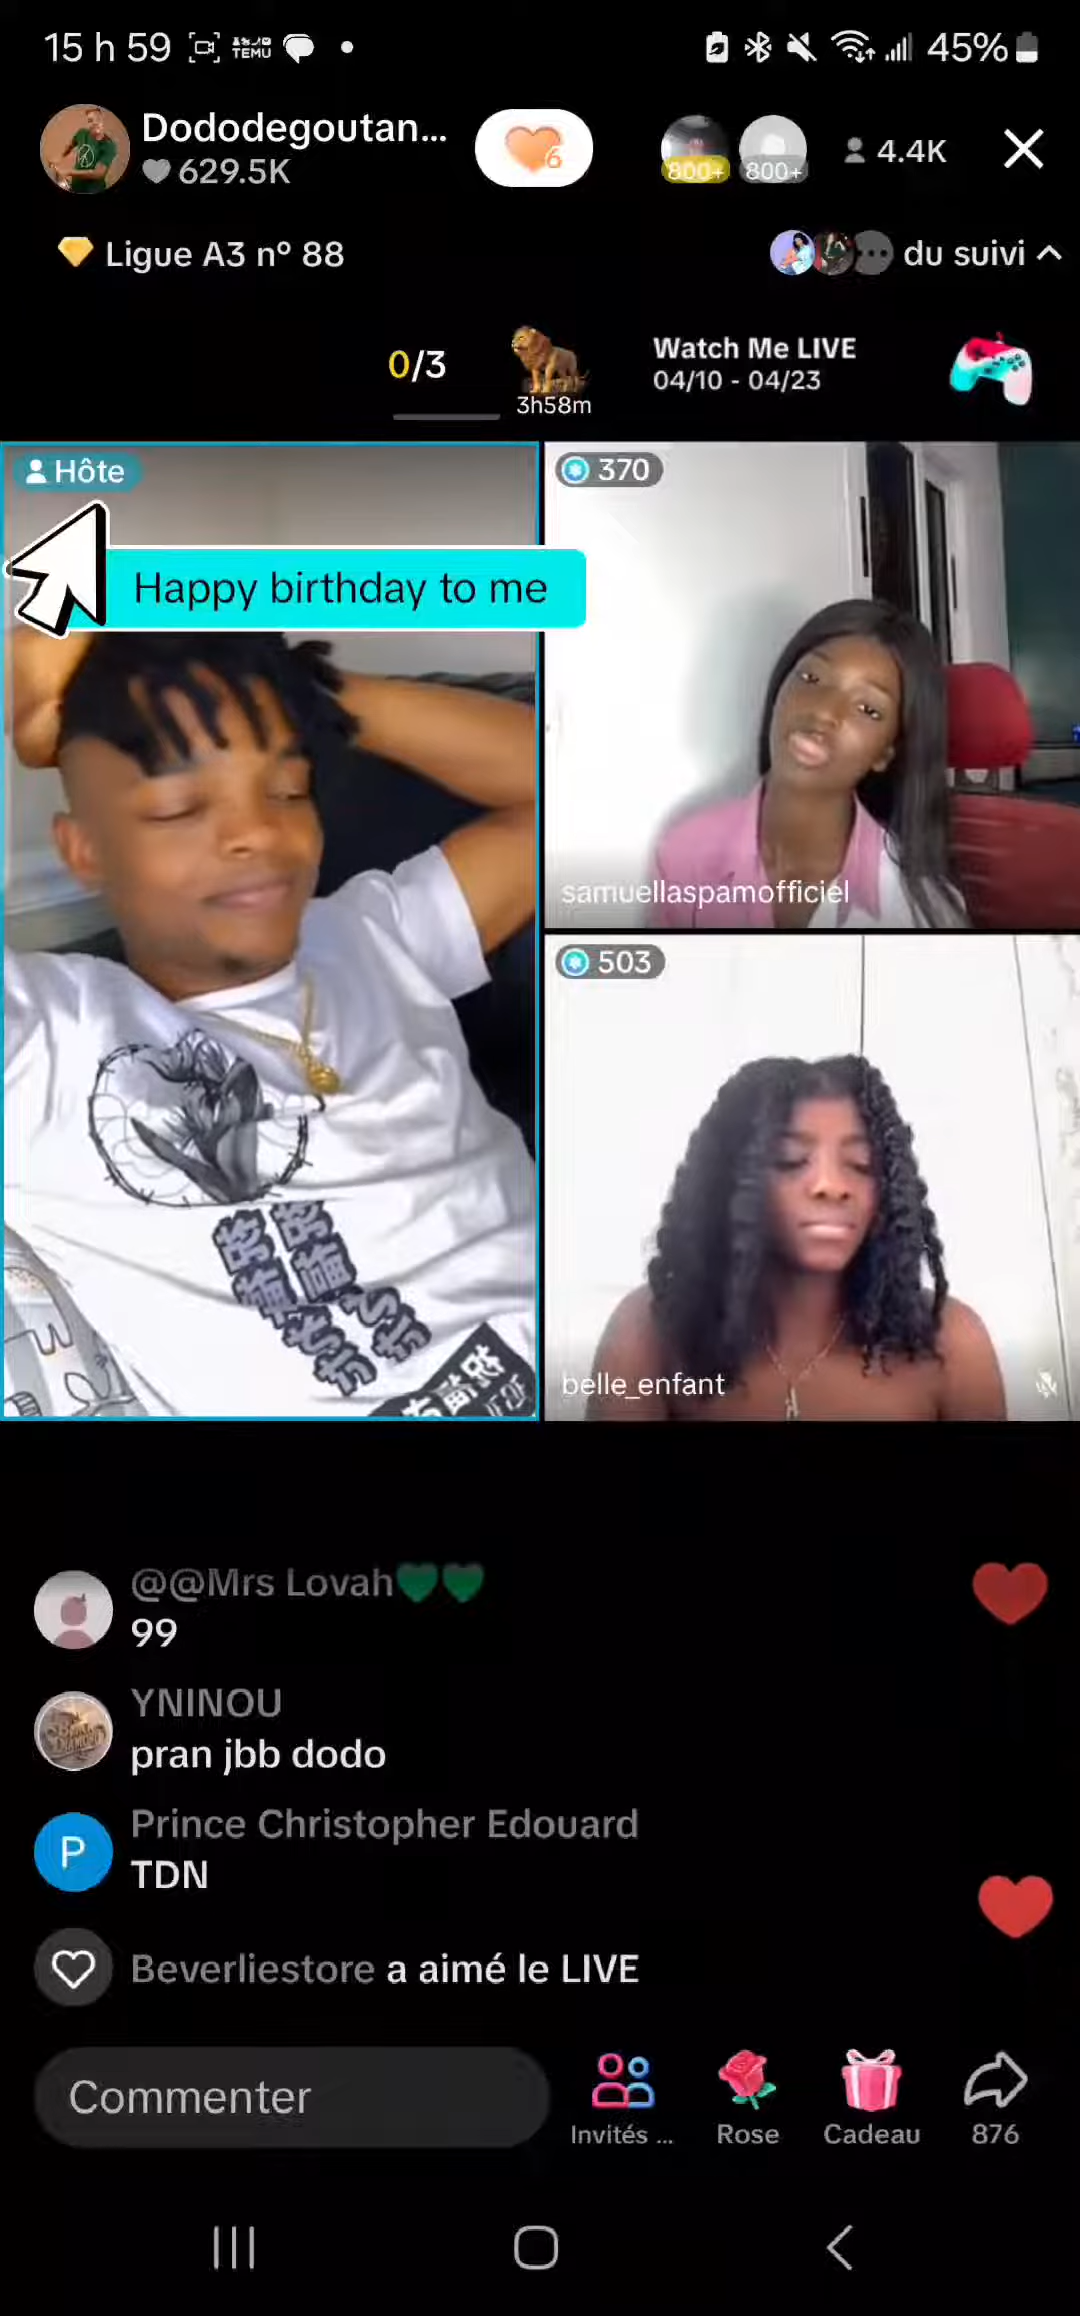 15 h 59
TEMU
45%
Dododegoutan...
629.5K
6
800+
800+
4.4K
Ligue A3 nº 88
du suivi
0/3
3h58m
Watch Me LIVE
04/10 - 04/23
Hôte
370
Happy birthday to me
samuellaspamofficiel
503
belle_enfant
@@Mrs Lovah💚💚
99
YNINOU
pran jbb dodo
Prince Christopher Edouard
P
TDN
Beverliestore a aimé le LIVE
Commenter
Invités ...
Rose
Cadeau
876